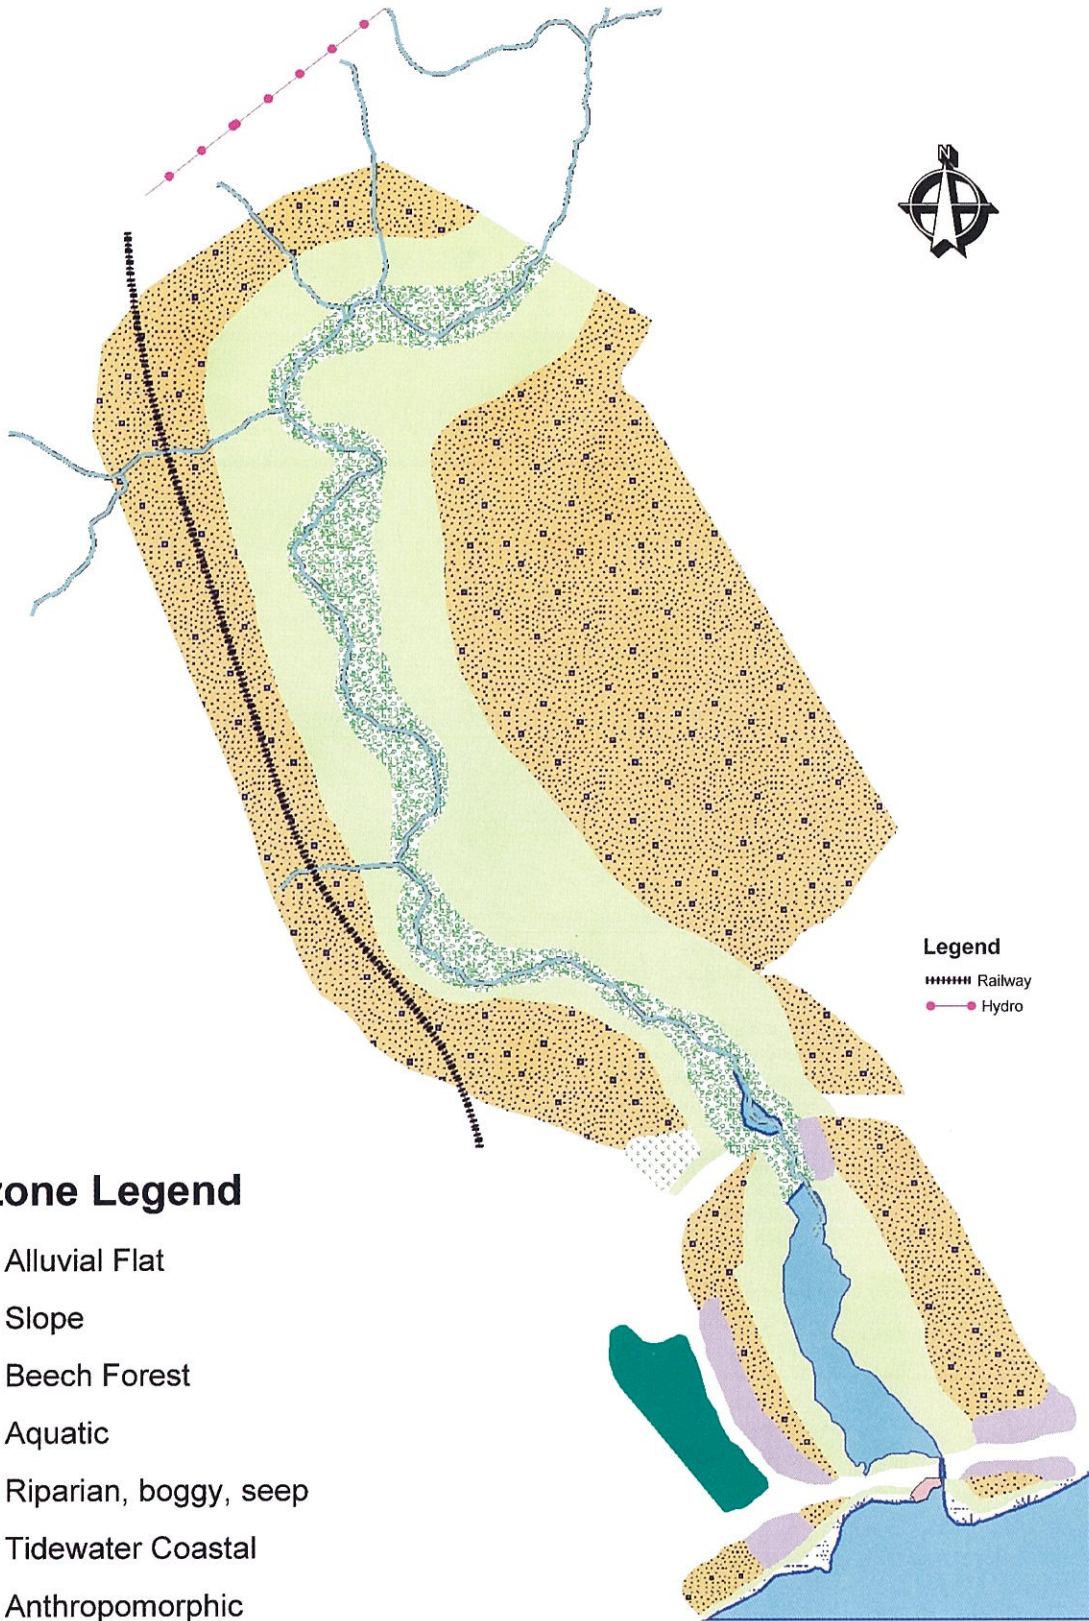 N
Legend
Railway
Hydro
zone Legend
Alluvial Flat
Slope
Beech Forest
Aquatic
Riparian, boggy, seep
Tidewater Coastal
Anthropomorphic